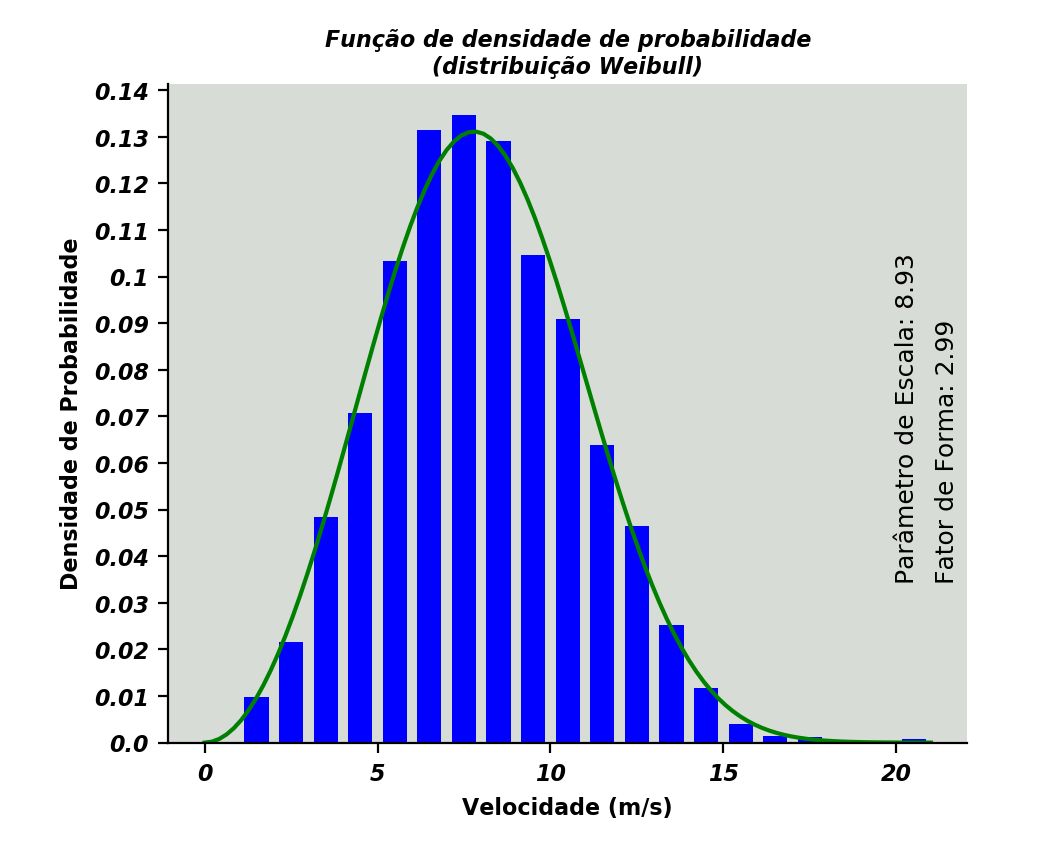 Função de densidade de probabilidade
(distribuição Weibull)
0.14
0.13
0.12
0.11
0.1
0.09
0.08
0.07
0.06
0.05
0.04
0.03
0.02
0.01
0.0
Densidade de Probabilidade
Parâmetro de Escala: 8.93
Fator de Forma: 2.99
0 5 10 15 20
Velocidade (m/s)